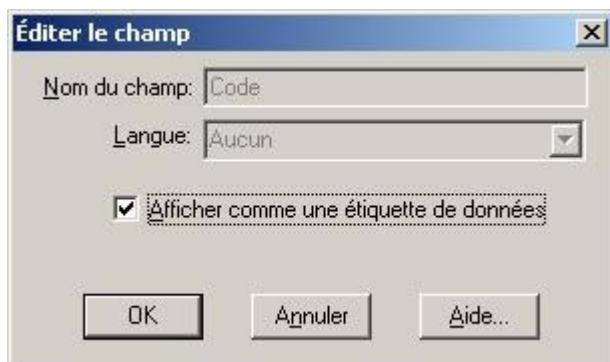 Éditer le champ
Nom du champ: Code
Langue: Aucun
Afficher comme une étiquette de données
OK Annuler Aide...